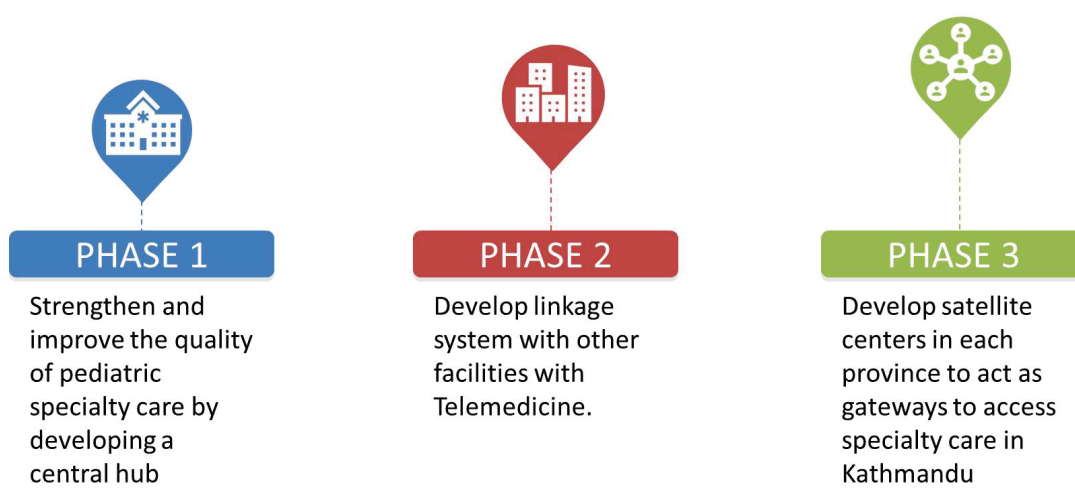 PHASE 1
Strengthen and
improve the quality
of pediatric
specialty care by
developing a
central hub
PHASE 2
Develop linkage
system with other
facilities with
Telemedicine.
PHASE 3
Develop satellite
centers in each
province to act as
gateways to access
specialty care in
Kathmandu